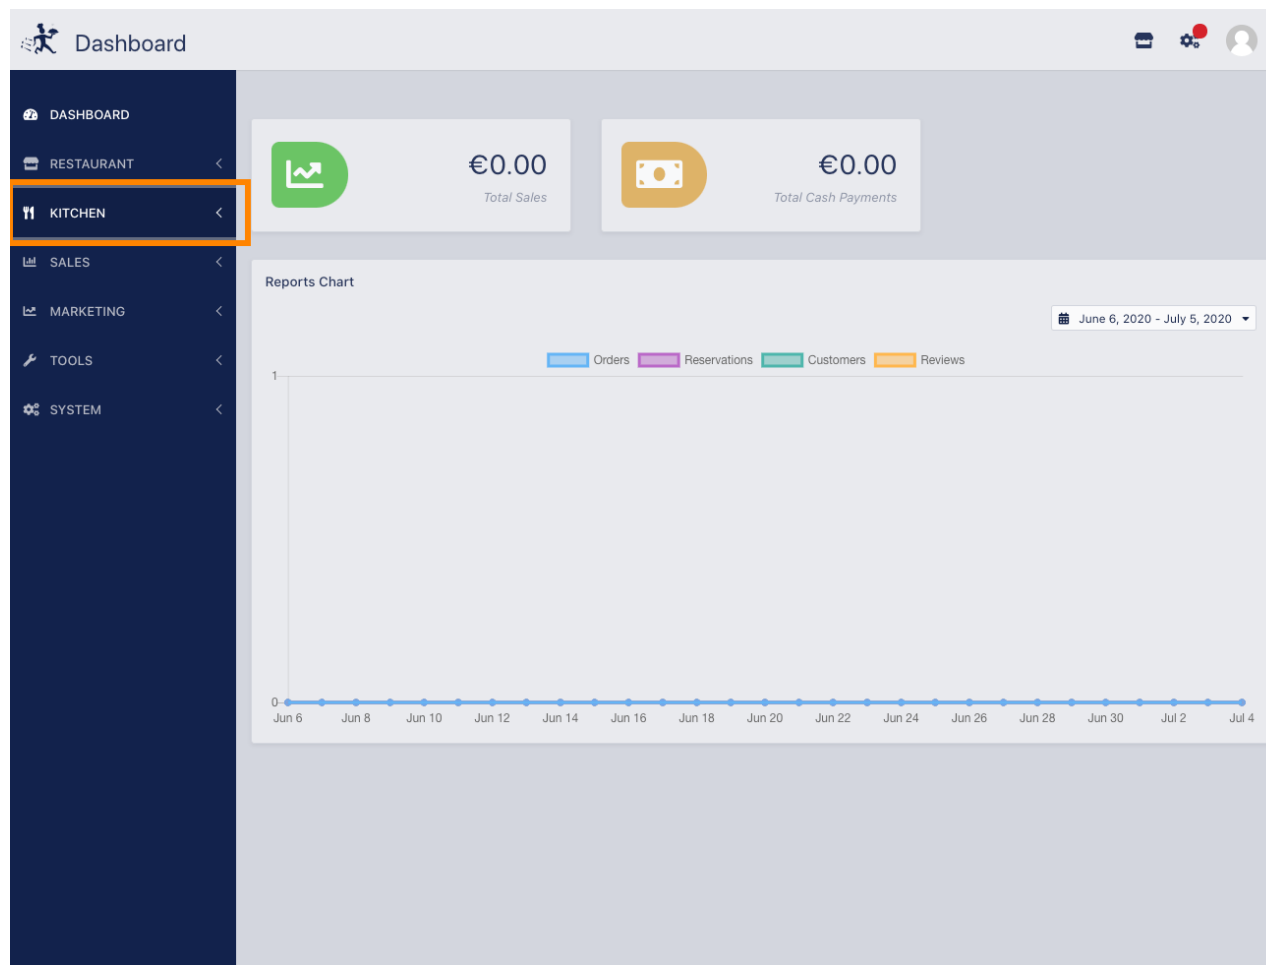 Dashboard
DASHBOARD
RESTAURANT
KITCHEN
SALES
MARKETING
TOOLS
SYSTEM
€0.00
Total Sales
€0.00
Total Cash Payments
Reports Chart
June 6, 2020 - July 5, 2020
Orders Reservations Customers Reviews
1
0
Jun 6 Jun 8 Jun 10 Jun 12 Jun 14 Jun 16 Jun 18 Jun 20 Jun 22 Jun 24 Jun 26 Jun 28 Jun 30 Jul 2 Jul 4